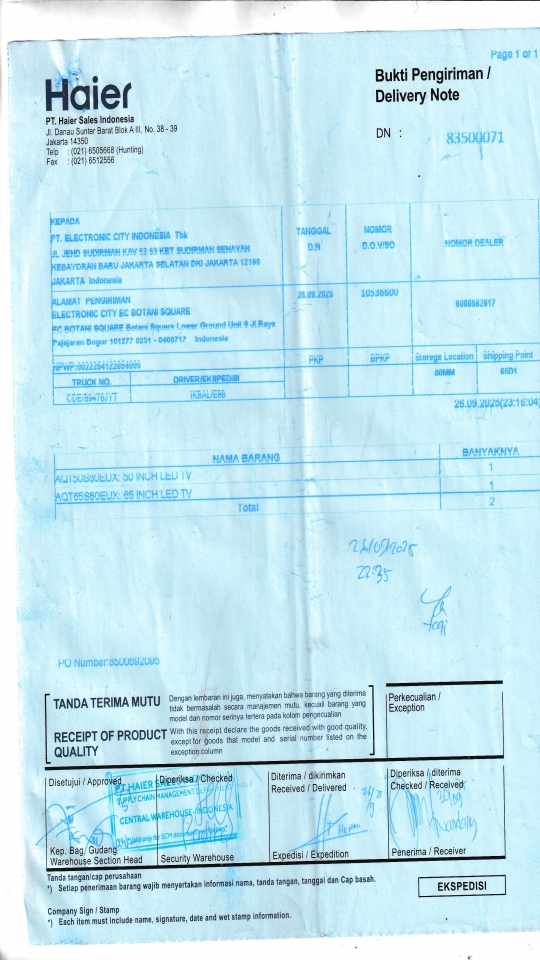 Page 1 of 1
Haier
Bukti Pengiriman /
Delivery Note
PT. Haier Sales Indonesia
Jl. Danau Sunter Barat Blok A III, No. 38 - 39
Jakarta 14350
Telp : (021) 6505668 (Hunting)
Fax : (021) 6512556
DN : 83500071
KEPADA
PT. ELECTRONIC CITY INDONESIA Tbk
JL JEND SUDIRMAN KAV 52 53 KBT SUDIRMAN SENAYAN
KEBAYORAN BARU JAKARTA SELATAN DKI JAKARTA 12190
JAKARTA Indonesia
TANGGAL
D.N
NOMOR
D.O.V/SO
NOMOR DEALER
ALAMAT PENGIRIMAN
ELECTRONIC CITY EC BOTANI SQUARE
EC BOTANI SQUARE Botani Square Lower Ground Unit 9 Jl.Raya
Pajajaran Bogor 101277 0251 - 8400717 Indonesia
26.09.2025
10536600
NPWP:
PKP
BPKP
Storege Location
Shipping Point
00MM
65D1
TRUCK NO.
DRIVER/EKSPEDISI
26.09.2025(23:16:04)
NAMA BARANG
BANYAKNYA
AQT50S80EUX: 50 INCH LED TV
1
AQT65S80EUX: 65 INCH LED TV
1
Total
2
22:35
PO Number:8500692095
TANDA TERIMA MUTU
Dengan lembaran ini juga, menyatakan bahwa barang yang diterima
tidak bermasalah secara manajemen mutu, kecuali barang yang
model dan nomor serinya tertera pada kolom pengecualian
RECEIPT OF PRODUCT
QUALITY
With this receipt declare the goods received with good quality,
except for goods that model and serial number listed on the
exception column
Perkecualian /
Exception
Disetujui / Approved
Diperiksa / Checked
Diterima / dikirimkan
Received / Delivered
Diperiksa / diterima
Checked / Received
PT.HAIER SALES
SUPPLY CHAIN MANAGEMENT
CENTRAL WAREHOUSE - INDONESIA
Kep. Bag. Gudang
Warehouse Section Head
Security Warehouse
Expedisi / Expedition
Penerima / Receiver
Tanda tangan/cap perusahaan
*) Setiap penerimaan barang wajib menyertakan informasi nama, tanda tangan, tanggal dan Cap basah.
EKSPEDISI
Company Sign / Stamp
*) Each item must include name, signature, date and wet stamp information.